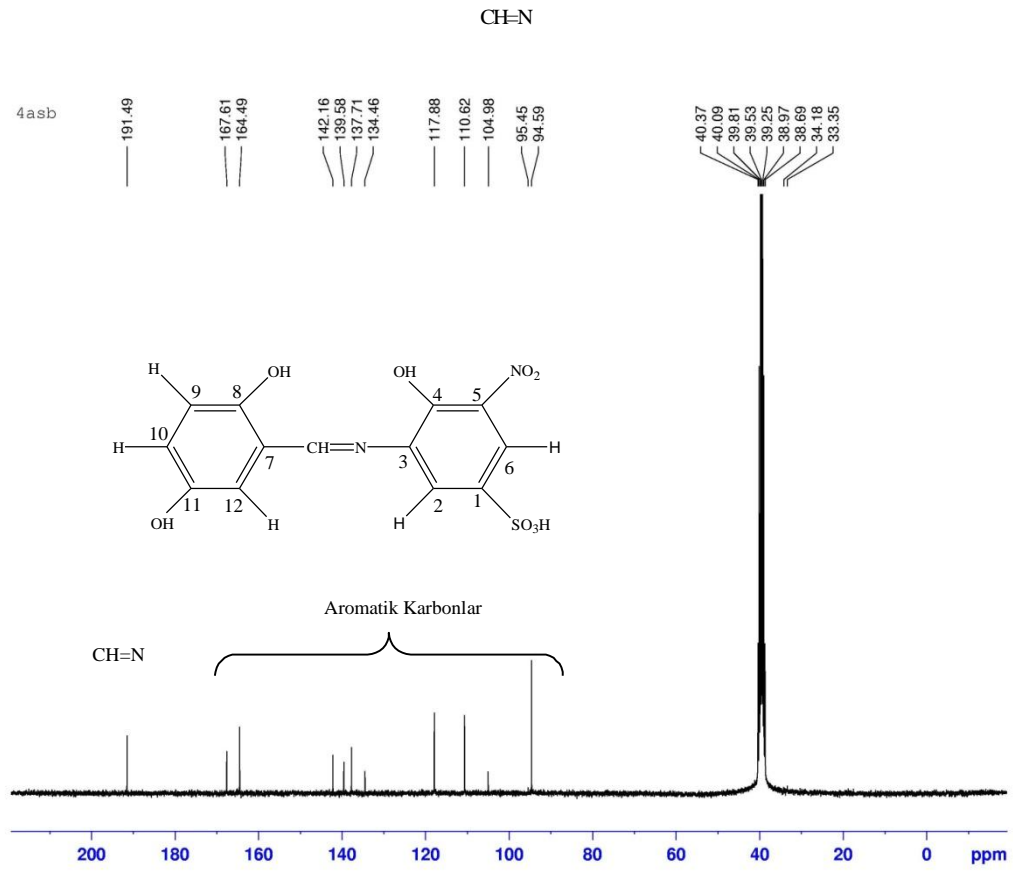 CH=N
4asb
191.49
167.61
164.49
142.16
139.58
137.71
134.46
117.88
110.62
104.98
95.45
94.59
40.37
40.09
39.81
39.53
39.25
38.97
38.69
34.18
33.35
H
OH
OH
NO2
9
8
4
5
H
10
7
CH=N
3
6
H
11
12
2
1
OH
H
H
SO3H
Aromatik Karbonlar
CH=N
200 180 160 140 120 100 80 60 40 20 0 ppm